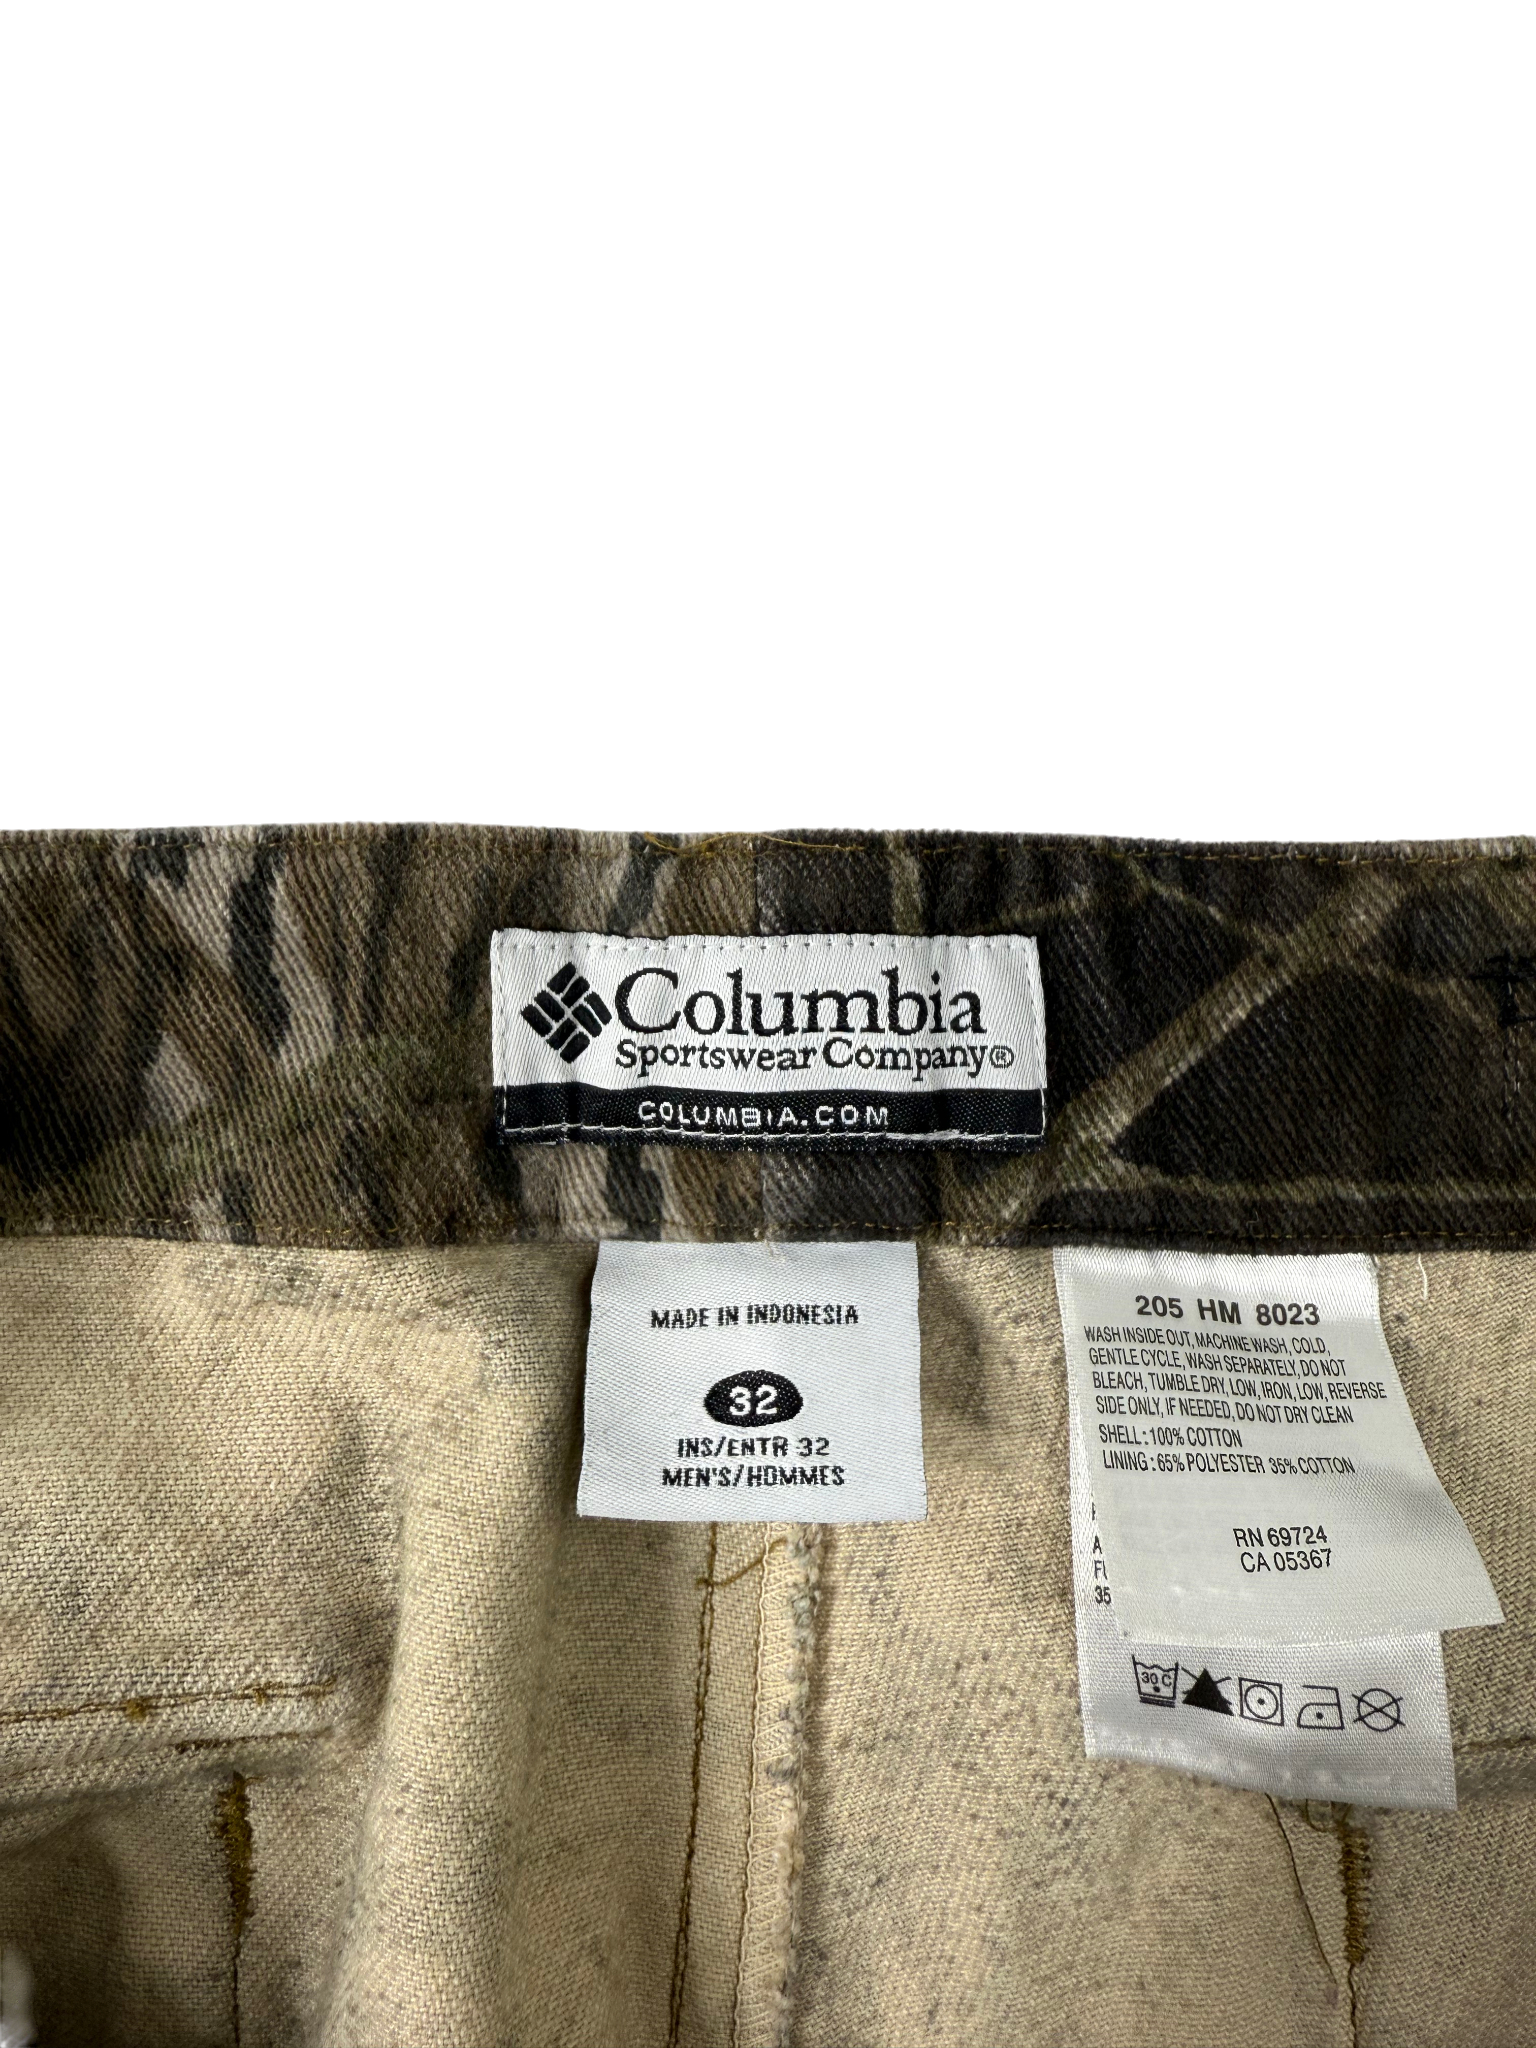 Columbia
Sportswear Company®
COLUMBIA.COM
MADE IN INDONESIA
32
INS/ENTR 32
MEN'S/HOMMES
205 HM 8023
WASH INSIDE OUT, MACHINE WASH, COLD,
GENTLE CYCLE, WASH SEPARATELY, DO NOT
BLEACH, TUMBLE DRY, LOW, IRON, LOW, REVERSE
SIDE ONLY, IF NEEDED, DO NOT DRY CLEAN
SHELL : 100% COTTON
LINING : 65% POLYESTER 35% COTTON
RN 69724
CA 05367
35
30 C